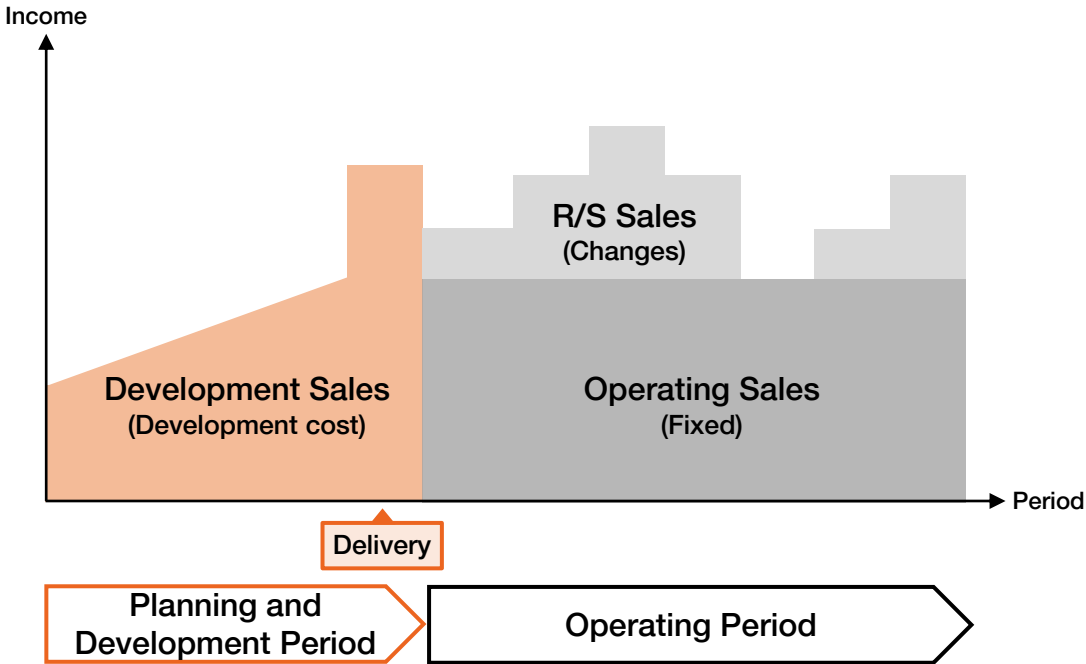 Income
R/S Sales
(Changes)
Development Sales
(Development cost)
Operating Sales
(Fixed)
Period
Delivery
Planning and
Development Period
Operating Period